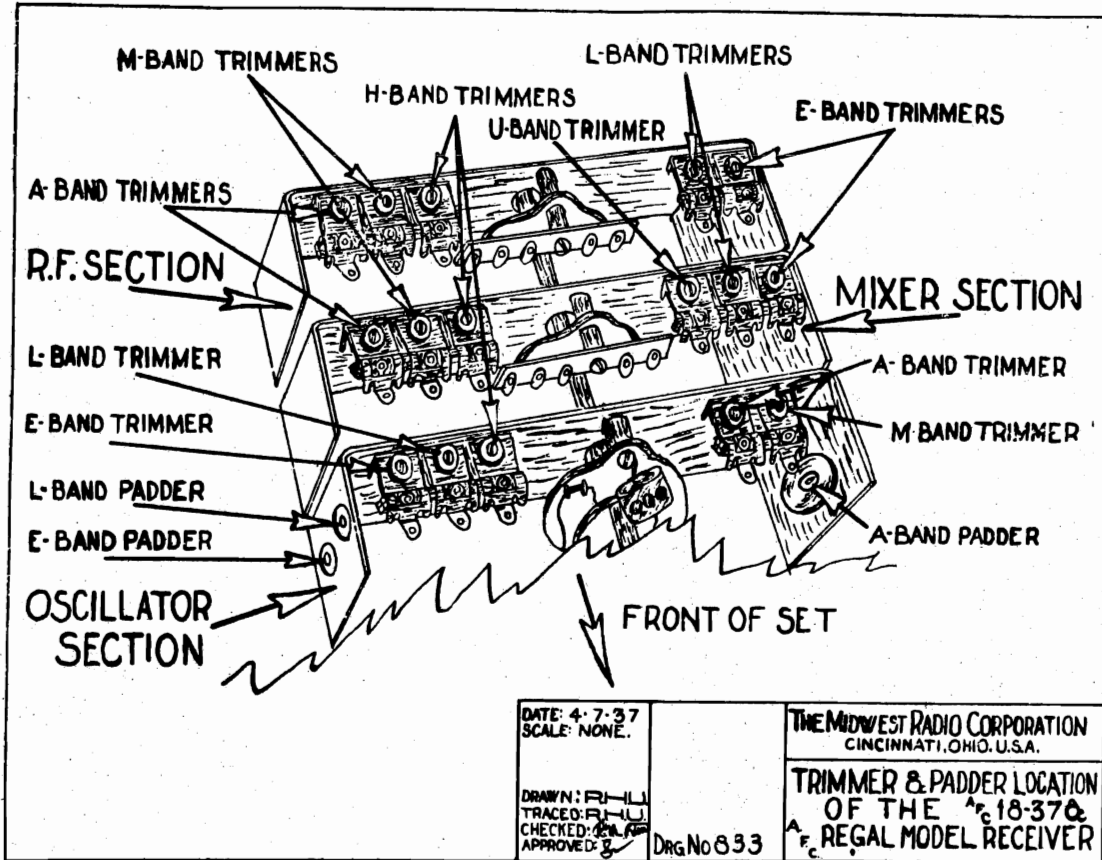 M-BAND TRIMMERS
L-BAND TRIMMERS
H-BAND TRIMMERS
E-BAND TRIMMERS
U-BAND TRIMMER
A-BAND TRIMMERS
R.F. SECTION
MIXER SECTION
L-BAND TRIMMER
A-BAND TRIMMER
E-BAND TRIMMER
M-BAND TRIMMER
L-BAND PADDER
E-BAND PADDER
A-BAND PADDER
OSCILLATOR
SECTION
FRONT OF SET
DATE: 4·7·37
SCALE: NONE.
DRAWN: R.H.U.
TRACED: R.H.U.
CHECKED:
APPROVED:
DRG NO 833
THE MIDWEST RADIO CORPORATION
CINCINNATI, OHIO. U.S.A.
TRIMMER & PADDER LOCATION
OF THE AFC 18-37 &
AFC REGAL MODEL RECEIVER